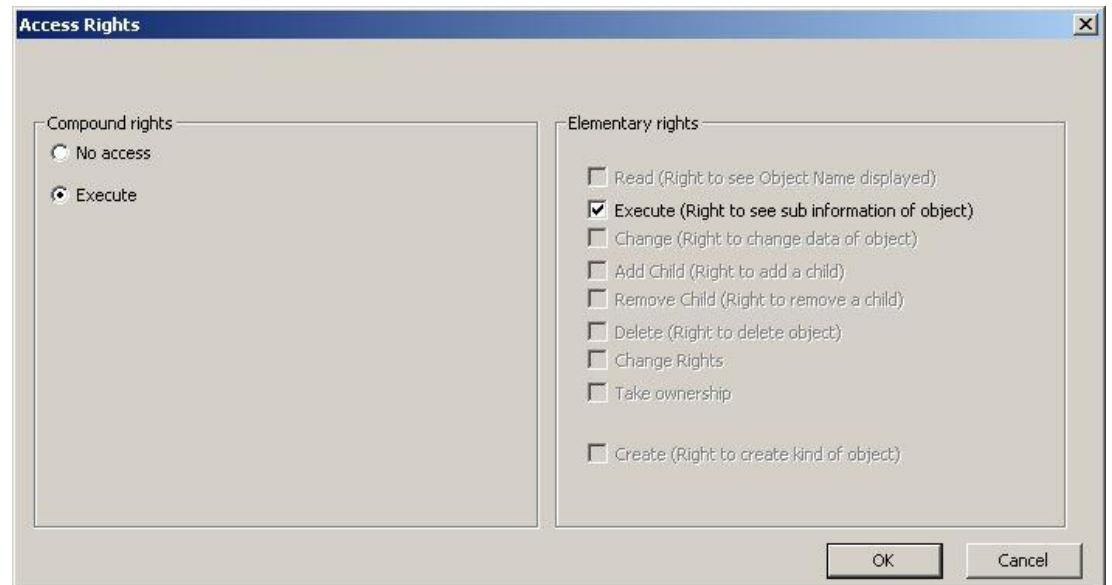 Access Rights
Compound rights
No access
Execute
Elementary rights
Read (Right to see Object Name displayed)
Execute (Right to see sub information of object)
Change (Right to change data of object)
Add Child (Right to add a child)
Remove Child (Right to remove a child)
Delete (Right to delete object)
Change Rights
Take ownership
Create (Right to create kind of object)
OK
Cancel